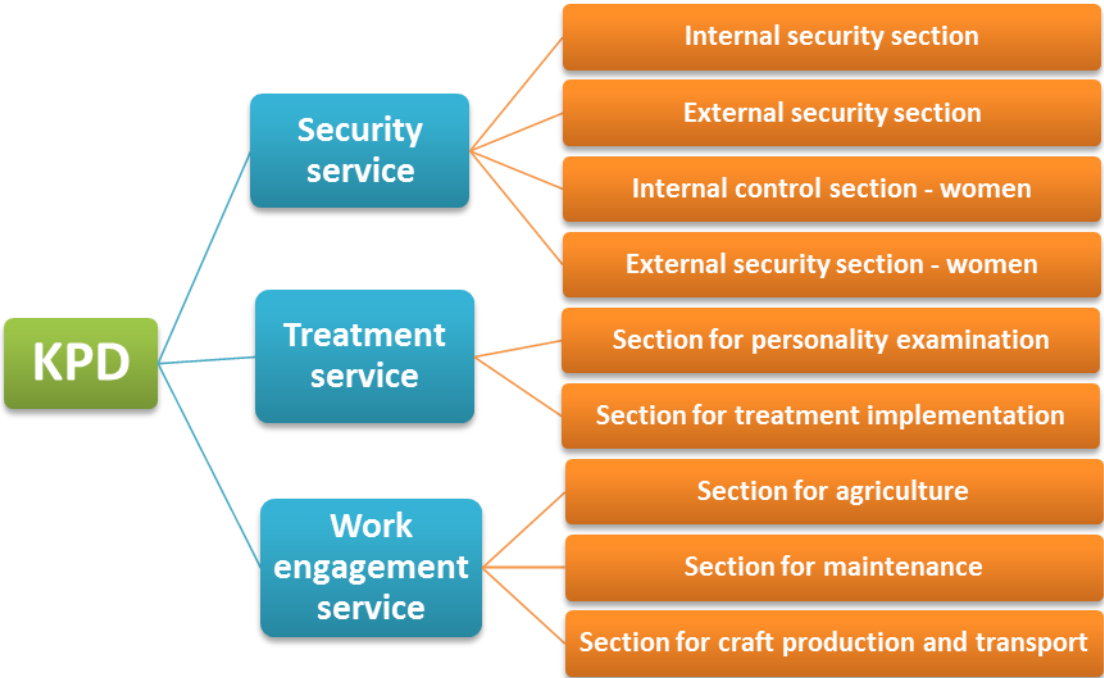 KPD
Security
service
Internal security section
External security section
Internal control section - women
External security section - women
Treatment
service
Section for personality examination
Section for treatment implementation
Work
engagement
service
Section for agriculture
Section for maintenance
Section for craft production and transport